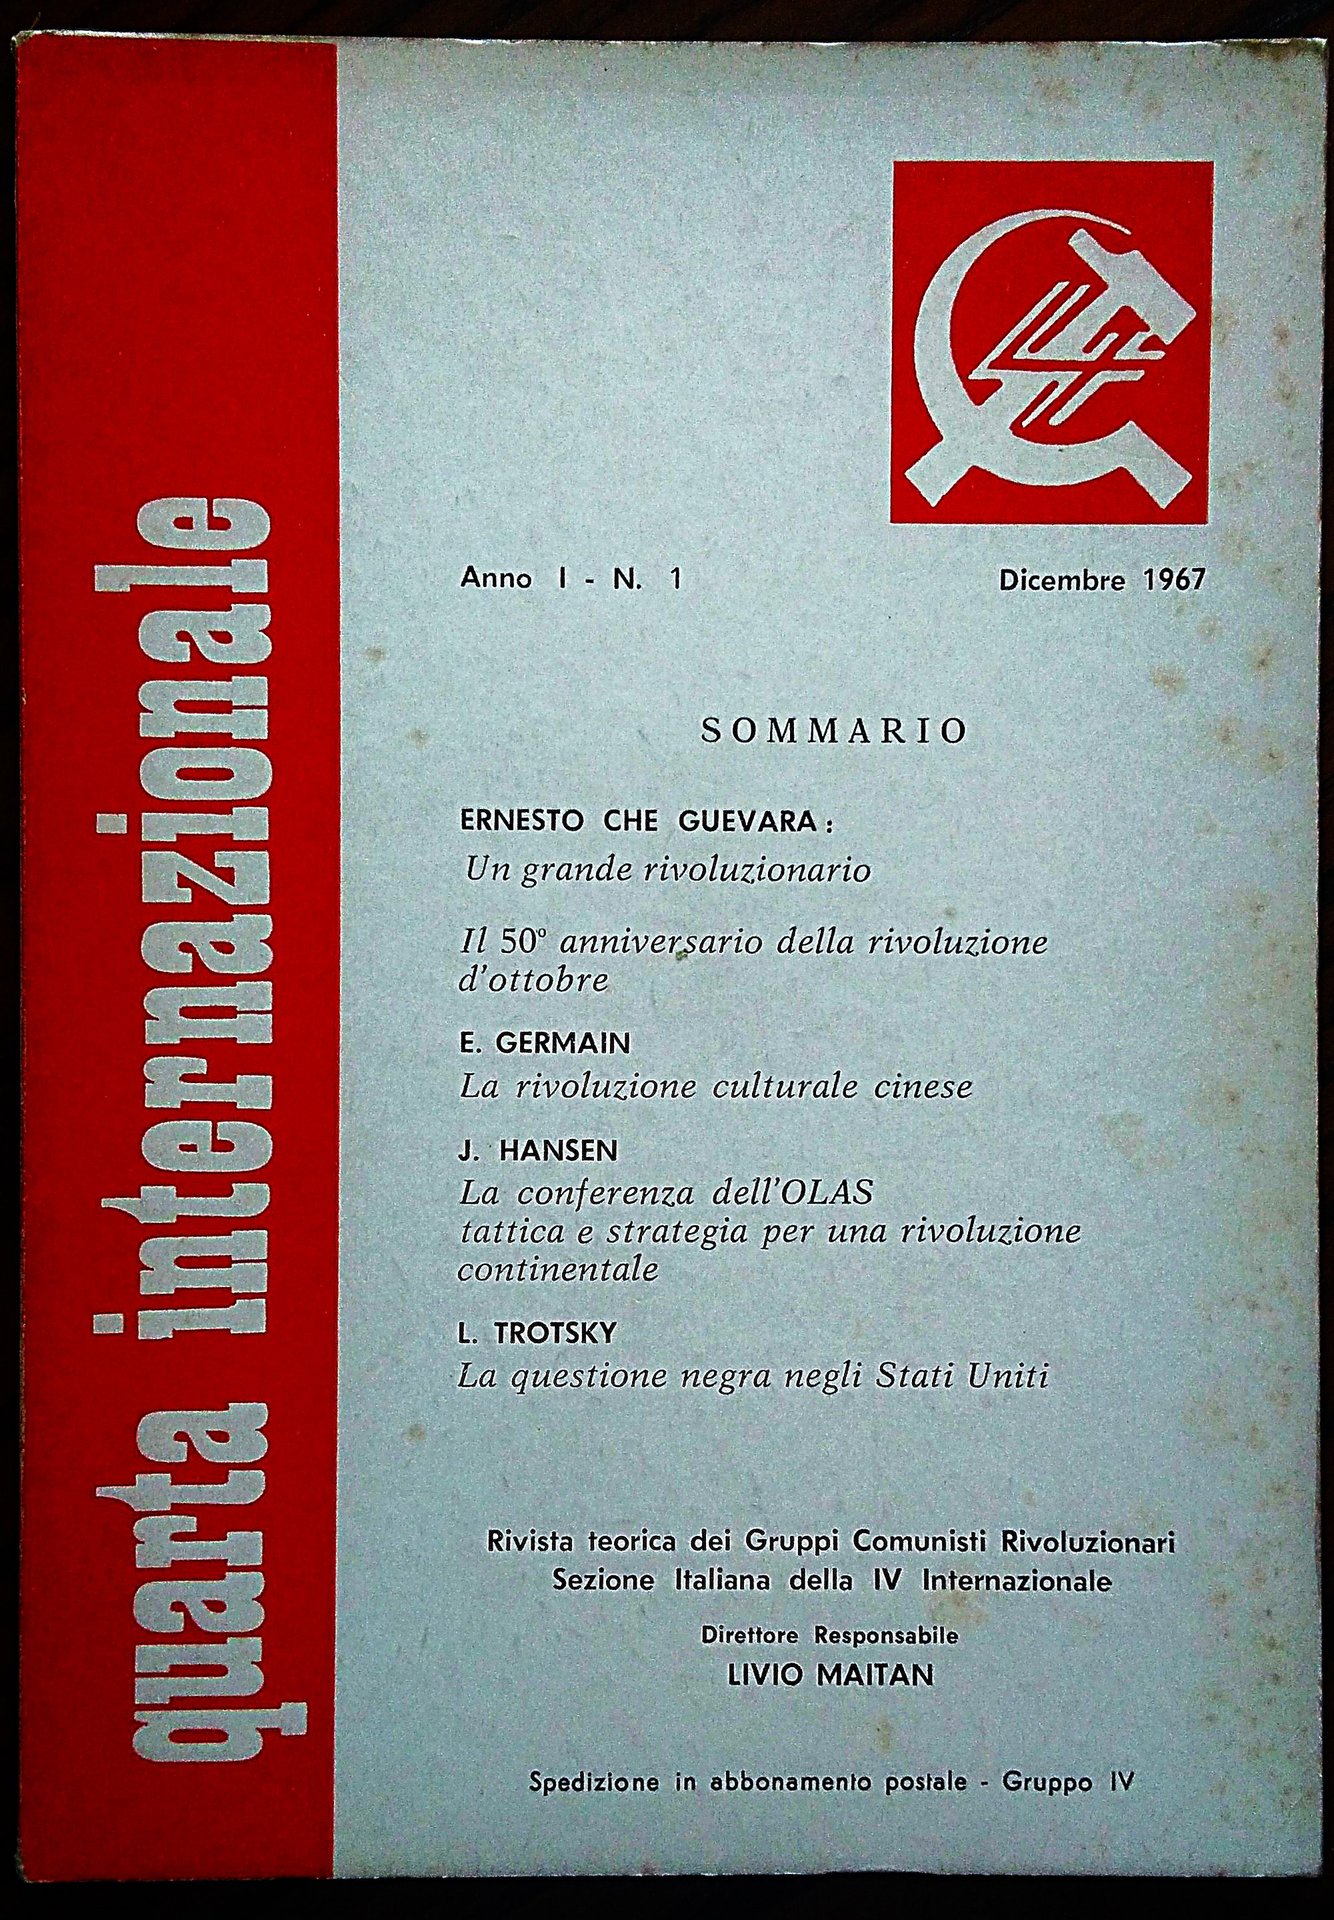 quarta internazionale
Anno I - N. 1
Dicembre 1967
SOMMARIO
ERNESTO CHE GUEVARA :
Un grande rivoluzionario
Il 50º anniversario della rivoluzione
d'ottobre
E. GERMAIN
La rivoluzione culturale cinese
J. HANSEN
La conferenza dell'OLAS
tattica e strategia per una rivoluzione
continentale
L. TROTSKY
La questione negra negli Stati Uniti
Rivista teorica dei Gruppi Comunisti Rivoluzionari
Sezione Italiana della IV Internazionale
Direttore Responsabile
LIVIO MAITAN
Spedizione in abbonamento postale - Gruppo IV